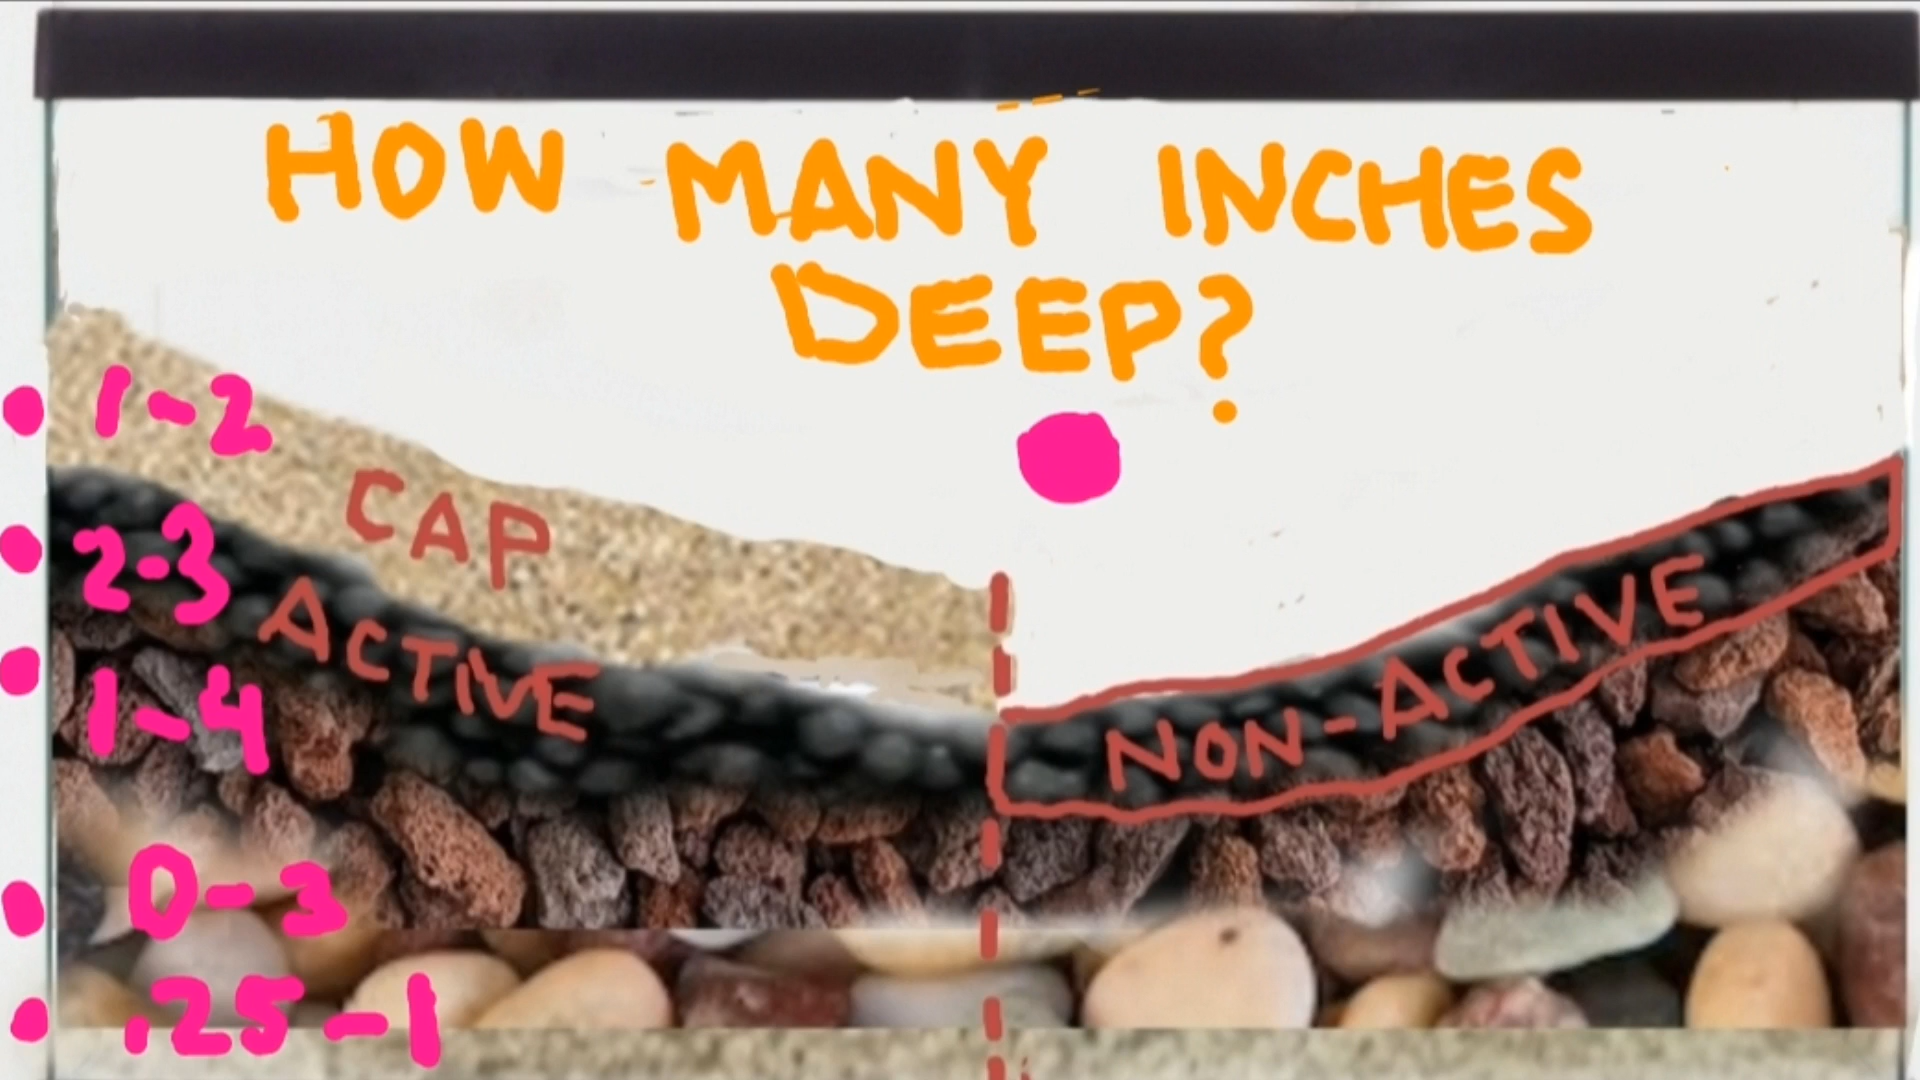 HOW MANY INCHES
DEEP?
1-2
CAP
2-3
ACTIVE
NON-ACTIVE
1-4
0-3
.25-1